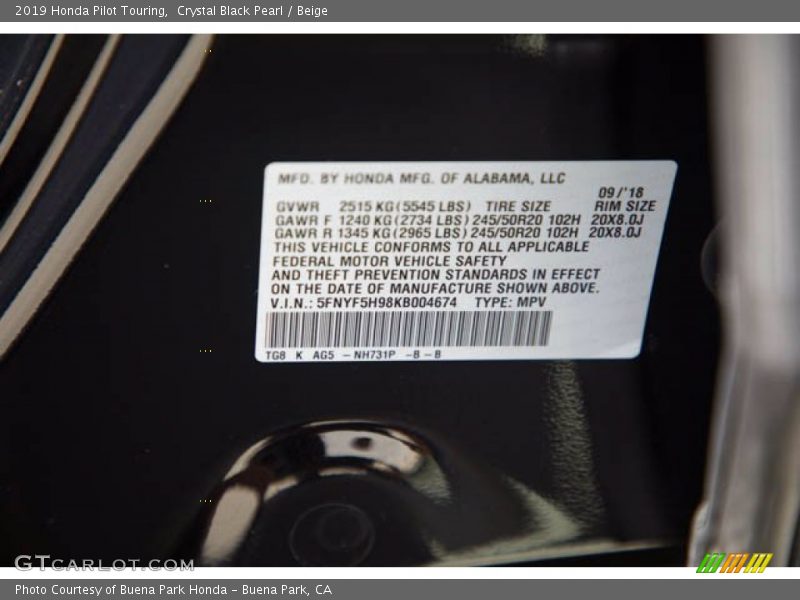 2019 Honda Pilot Touring,  Crystal Black Pearl / Beige
MFD. BY HONDA MFG. OF ALABAMA, LLC
09/'18
GVWR 2515 KG(5545 LBS) TIRE SIZE RIM SIZE
GAWR F 1240 KG(2734 LBS) 245/50R20 102H 20X8.0J
GAWR R 1345 KG(2965 LBS) 245/50R20 102H 20X8.0J
THIS VEHICLE CONFORMS TO ALL APPLICABLE
FEDERAL MOTOR VEHICLE SAFETY
AND THEFT PREVENTION STANDARDS IN EFFECT
ON THE DATE OF MANUFACTURE SHOWN ABOVE.
V.I.N.: 5FNYF5H98KB004674 TYPE: MPV
TG8 K AG5 - NH731P -B - B
GTCARLOT.COM
Photo Courtesy of Buena Park Honda - Buena Park, CA